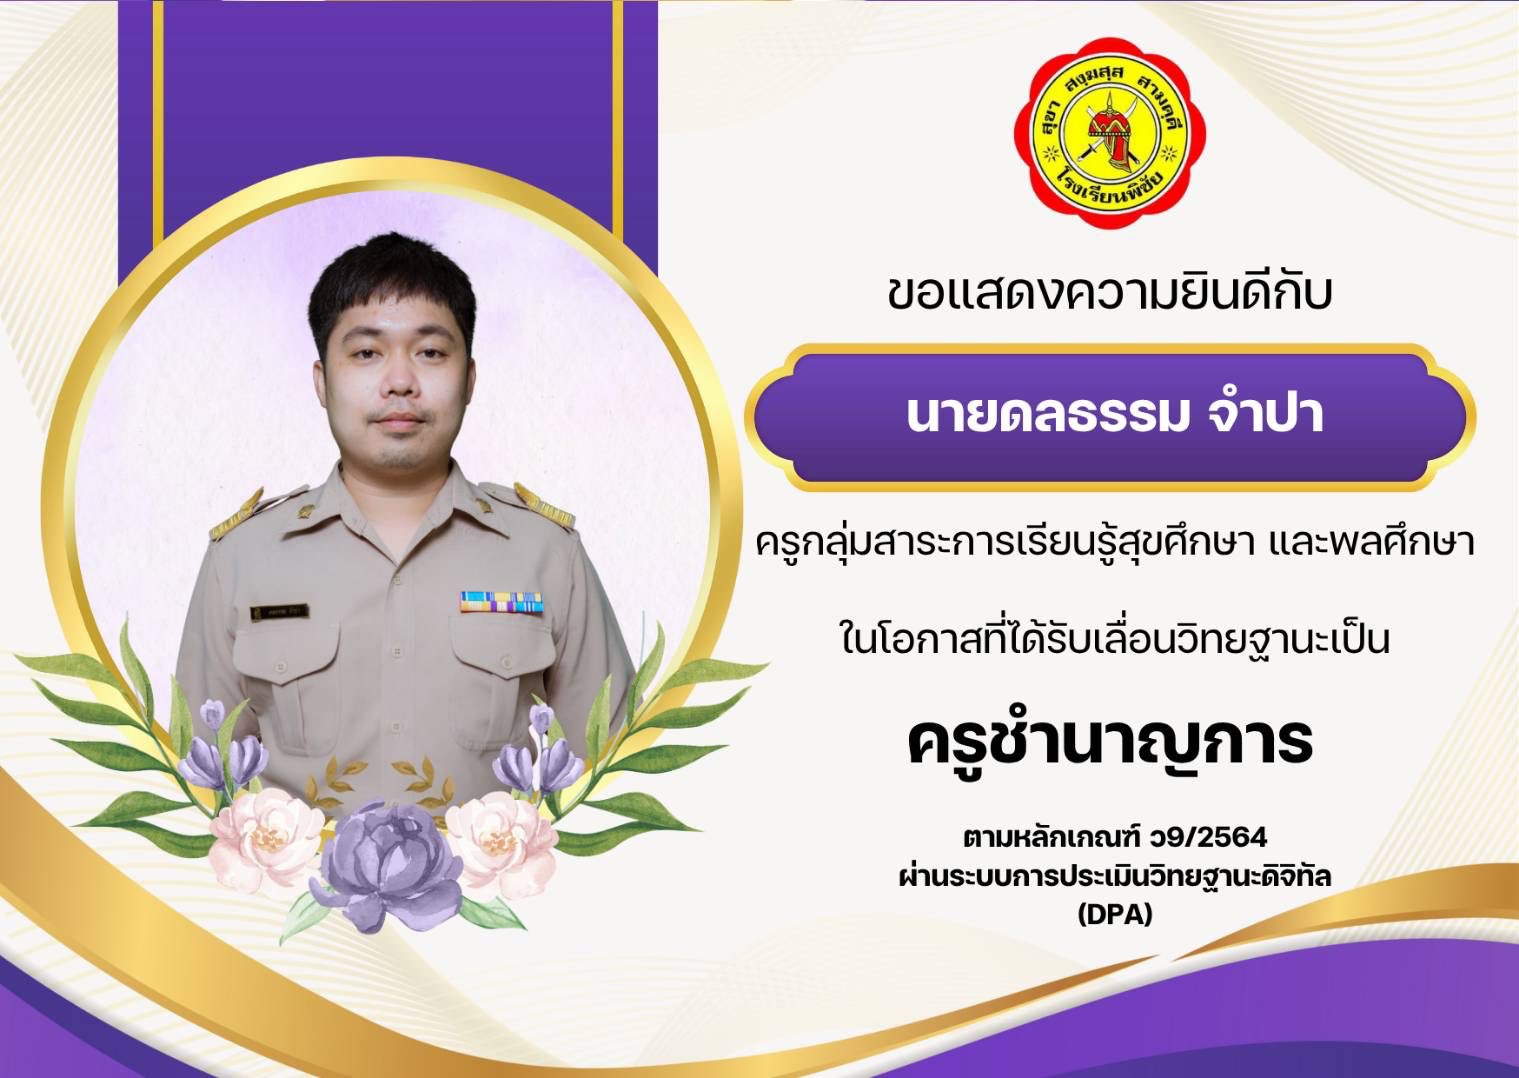 สุขา สงฺฆสฺส สามคฺคี
โรงเรียนพิชัย
ขอแสดงความยินดีกับ
นายดลธรรม จำปา
ครูกลุ่มสาระการเรียนรู้สุขศึกษา และพลศึกษา
ในโอกาสที่ได้รับเลื่อนวิทยฐานะเป็น
ครูชำนาญการ
ตามหลักเกณฑ์ ว9/2564
ผ่านระบบการประเมินวิทยฐานะดิจิทัล
(DPA)